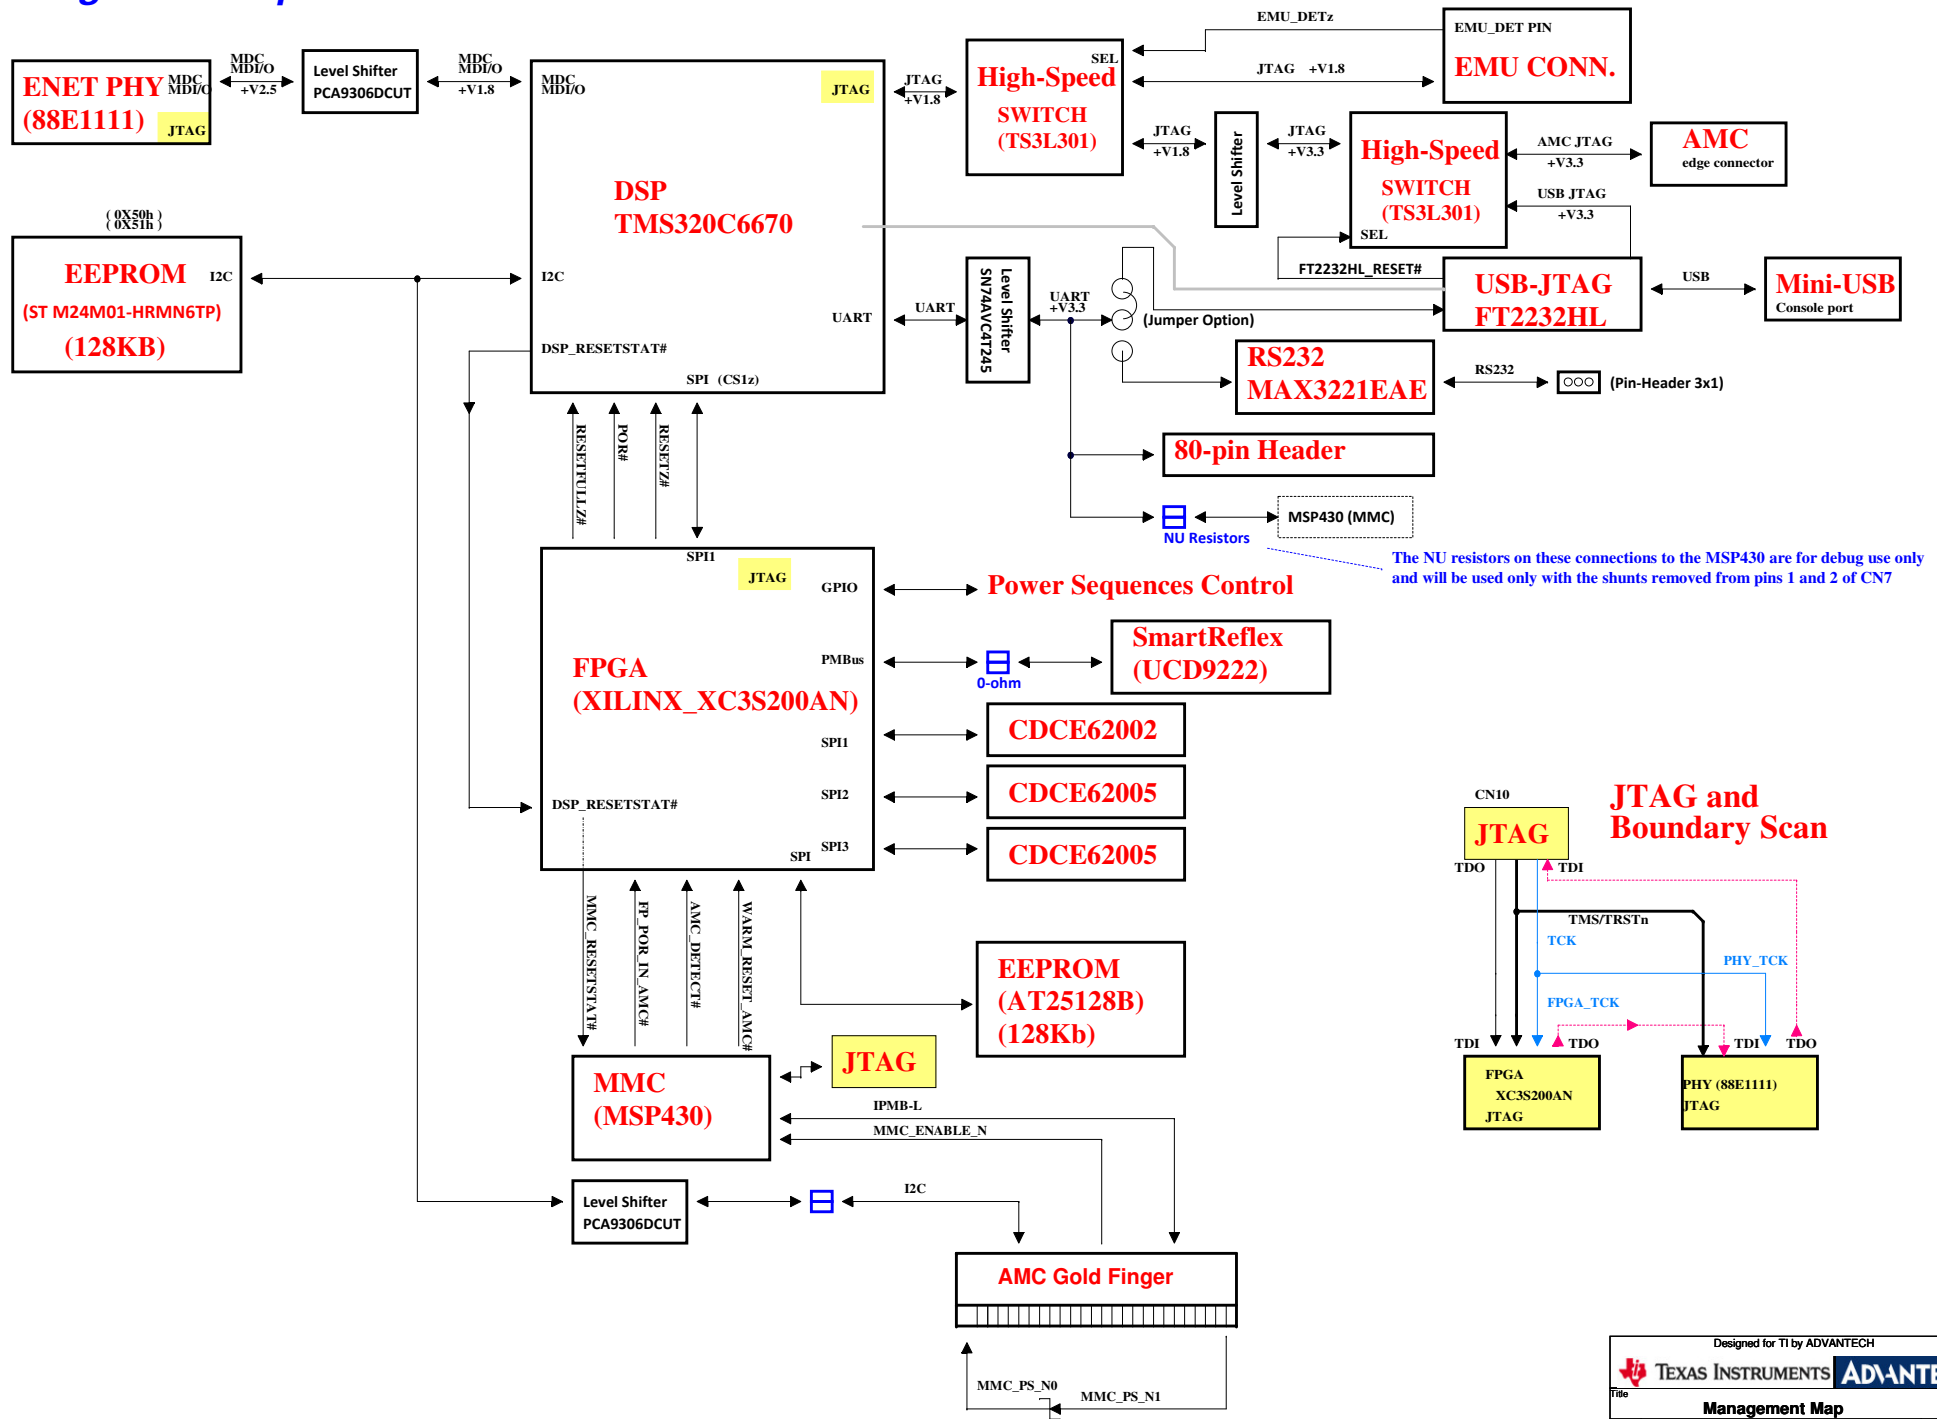 ENET PHY
(88E1111)
MDC
MDI/O
JTAG
MDC
MDI/O
+V2.5
Level Shifter
PCA9306DCUT
MDC
MDI/O
+V1.8
MDC
MDI/O
JTAG
DSP
TMS320C6670
I2C
UART
DSP_RESETSTAT#
SPI (CS1z)
JTAG
+V1.8
High-Speed
SEL
SWITCH
(TS3L301)
EMU_DETz
JTAG +V1.8
EMU_DET PIN
EMU CONN.
JTAG
+V1.8
Level Shifter
JTAG
+V3.3
High-Speed
SWITCH
(TS3L301)
SEL
AMC JTAG
+V3.3
AMC
edge connector
USB JTAG
+V3.3
FT2232HL_RESET#
USB-JTAG
FT2232HL
USB
Mini-USB
Console port
( 0X50h )
( 0X51h )
EEPROM
I2C
(ST M24M01-HRMN6TP)
(128KB)
UART
Level Shifter
SN74AVC4T245
UART
+V3.3
(Jumper Option)
RS232
MAX3221EAE
RS232
(Pin-Header 3x1)
80-pin Header
NU Resistors
MSP430 (MMC)
The NU resistors on these connections to the MSP430 are for debug use only
and will be used only with the shunts removed from pins 1 and 2 of CN7
RESETFULLZ#
POR#
RESETZ#
SPI1
JTAG
GPIO
Power Sequences Control
FPGA
(XILINX_XC3S200AN)
PMBus
0-ohm
SmartReflex
(UCD9222)
SPI1
CDCE62002
SPI2
CDCE62005
SPI3
CDCE62005
DSP_RESETSTAT#
SPI
MMC_RESETSTAT#
FP_POR_IN_AMC#
AMC_DETECT#
WARM_RESET_AMC#
EEPROM
(AT25128B)
(128Kb)
MMC
(MSP430)
JTAG
IPMB-L
MMC_ENABLE_N
Level Shifter
PCA9306DCUT
I2C
AMC Gold Finger
MMC_PS_N0
MMC_PS_N1
JTAG and
Boundary Scan
CN10
JTAG
TDO
TDI
TMS/TRSTn
TCK
PHY_TCK
FPGA_TCK
TDI
TDO
TDI
TDO
FPGA
XC3S200AN
JTAG
PHY (88E1111)
JTAG
Designed for TI by ADVANTECH
TEXAS INSTRUMENTS
Title
Management Map